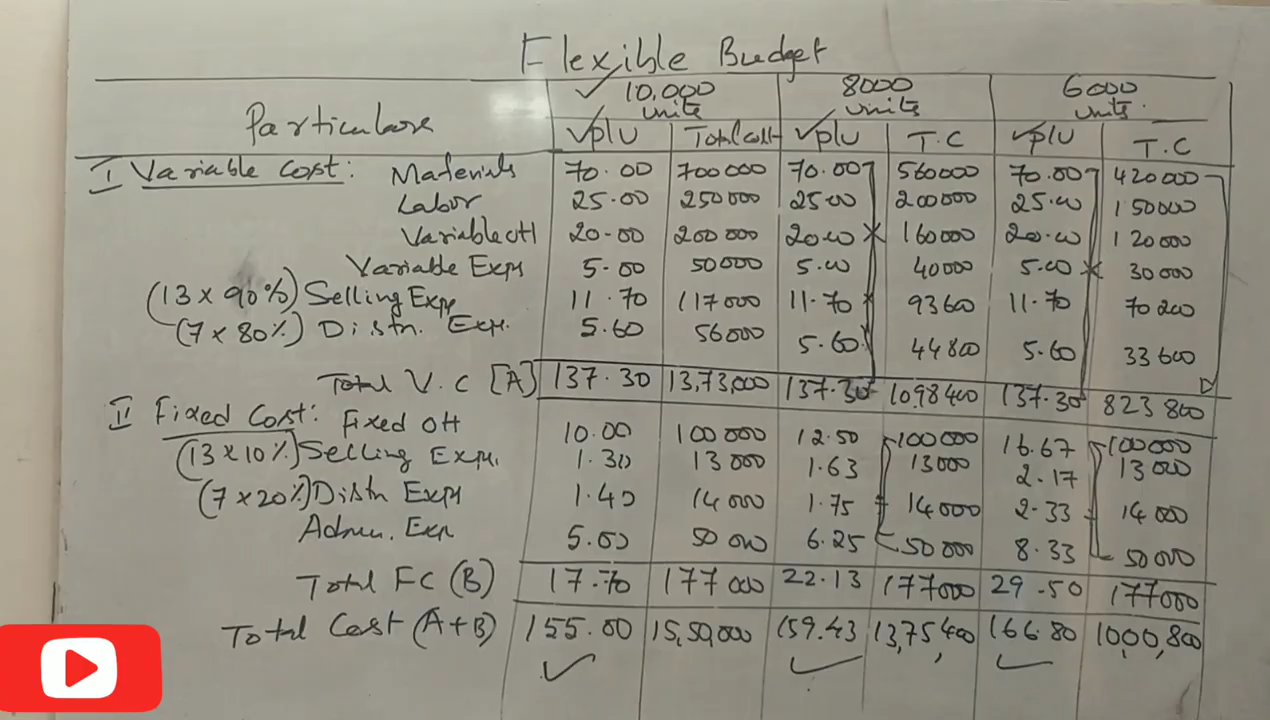 Flexible Budget
Particulars 10,000 units 8000 units 6000 units
P/U Total Cost P/U T.C P/U T.C
I Variable Cost: Materials 70.00 700000 70.00 560000 70.00 420000
Labor 25.00 250000 25.00 200000 25.00 150000
Variable OH 20.00 200000 20.00 160000 20.00 120000
Variable Exps 5.00 50000 5.00 40000 5.00 30000
(13 x 90%) Selling Exp 11.70 117000 11.70 93600 11.70 70200
(7 x 80%) Distn. Exp. 5.60 56000 5.60 44800 5.60 33600
Total V.C [A] 137.30 13,73,000 137.30 1098400 137.30 823800
II Fixed Cost: Fixed OH 10.00 100000 12.50 100000 16.67 100000
(13 x 10%) Selling Exps. 1.30 13000 1.63 13000 2.17 13000
(7 x 20%) Distn Exps 1.40 14000 1.75 14000 2.33 14000
Admn. Exp 5.00 50000 6.25 50000 8.33 50000
Total FC (B) 17.70 177000 22.13 177000 29.50 177000
Total Cost (A+B) 155.00 15,50,000 159.43 13,75,400 166.80 10,00,800